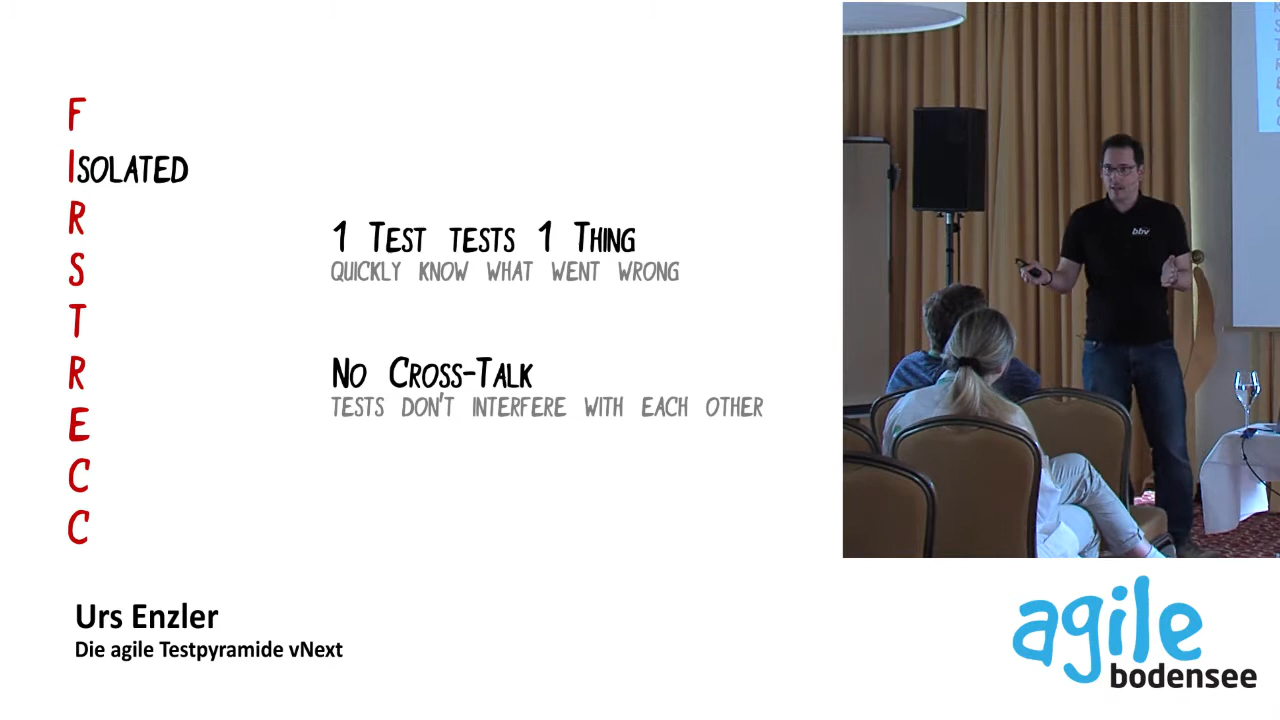 F
ISOLATED
R
S
T
R
E
C
C
1 TEST TESTS 1 THING
QUICKLY KNOW WHAT WENT WRONG
NO CROSS-TALK
TESTS DON'T INTERFERE WITH EACH OTHER
bbv
Urs Enzler
Die agile Testpyramide vNext
agile
bodensee